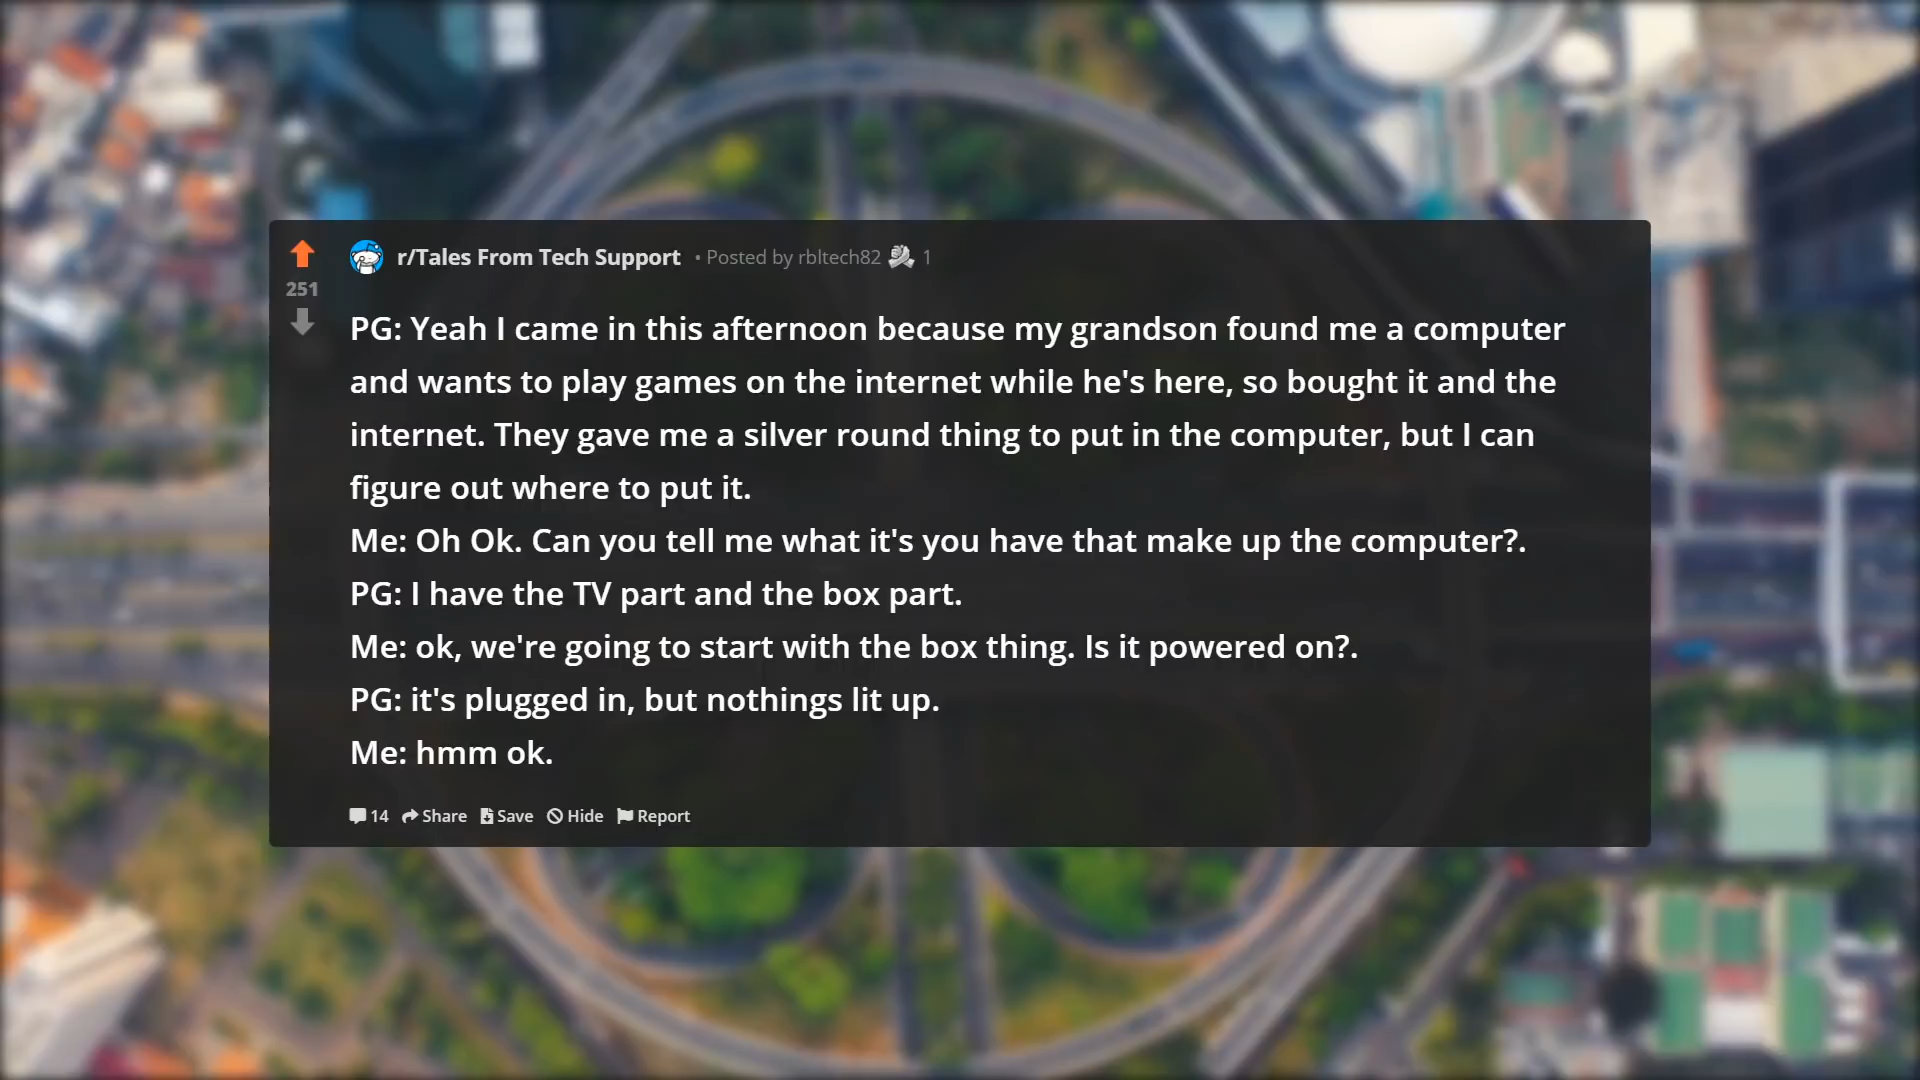 r/Tales From Tech Support • Posted by rbltech82 1
251
PG: Yeah I came in this afternoon because my grandson found me a computer
and wants to play games on the internet while he's here, so bought it and the
internet. They gave me a silver round thing to put in the computer, but I can
figure out where to put it.
Me: Oh Ok. Can you tell me what it's you have that make up the computer?.
PG: I have the TV part and the box part.
Me: ok, we're going to start with the box thing. Is it powered on?.
PG: it's plugged in, but nothings lit up.
Me: hmm ok.
14 Share Save Hide Report